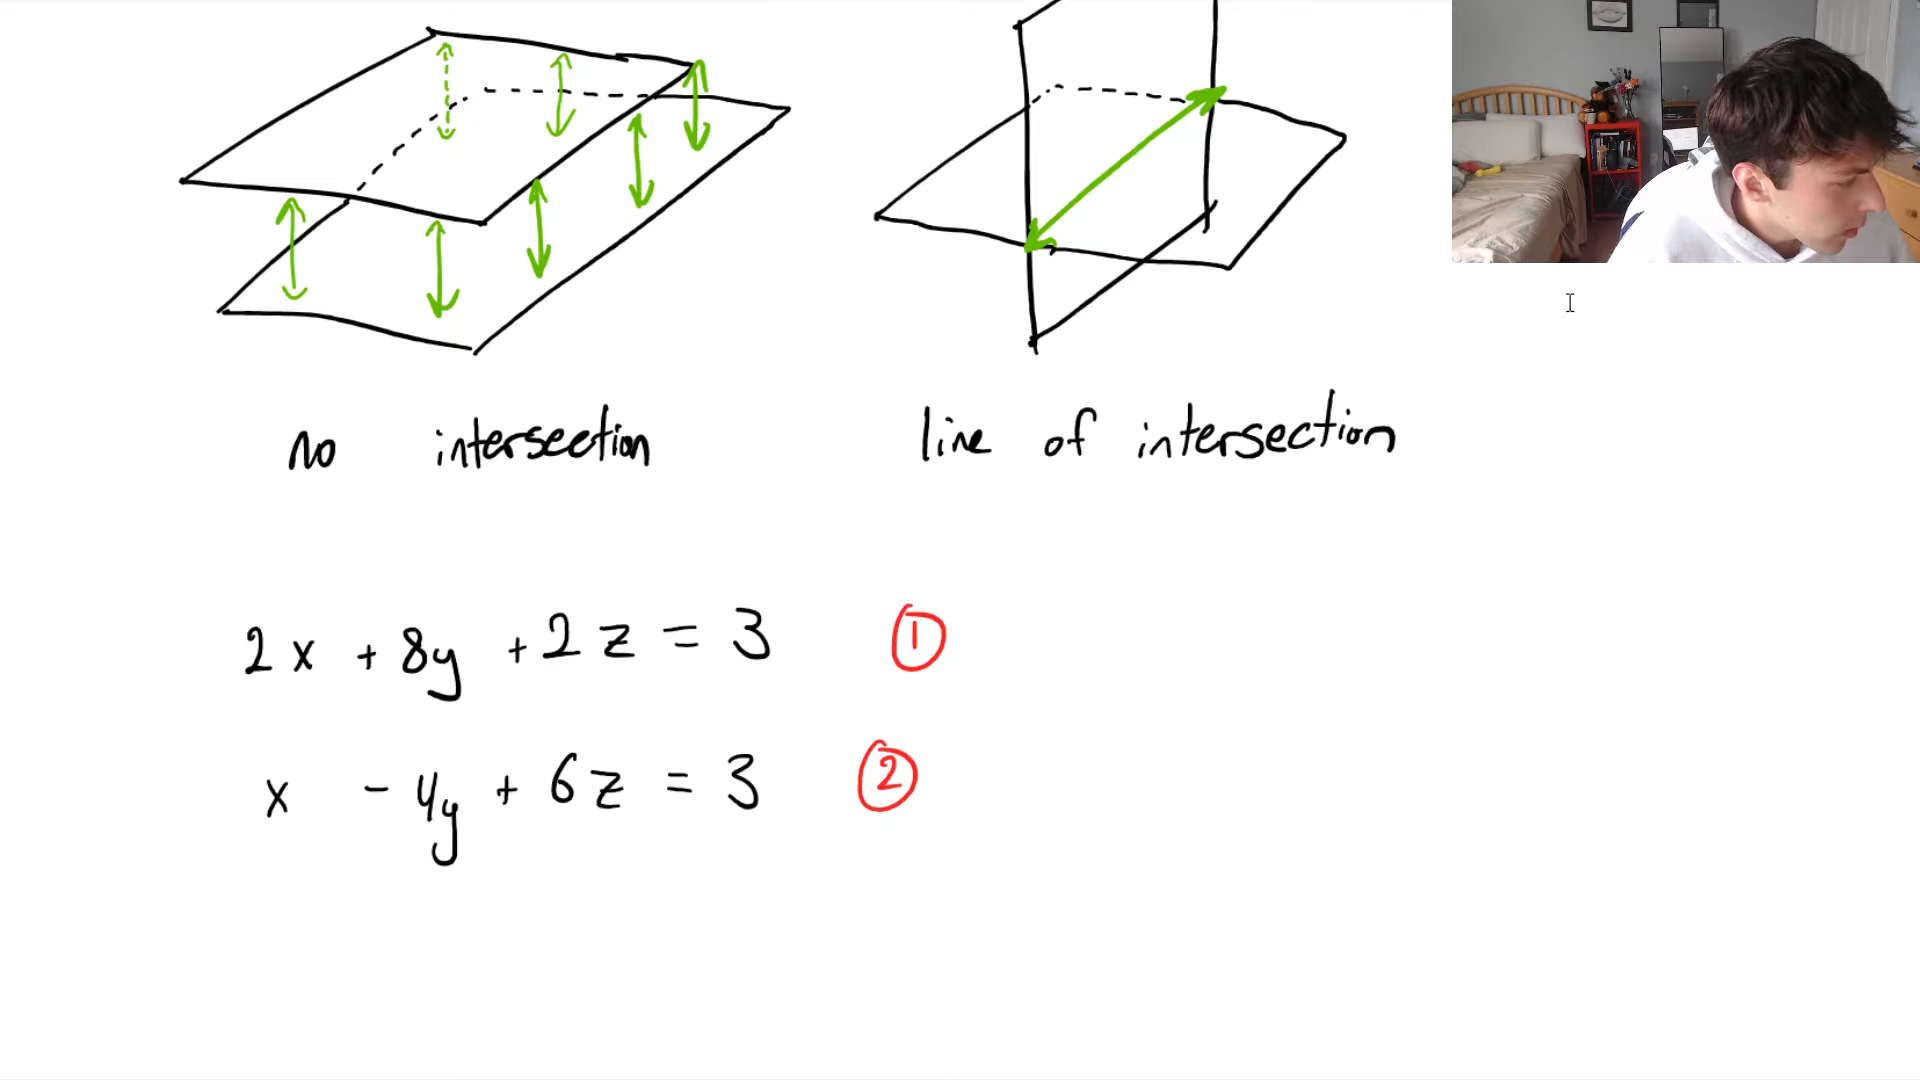 no intersection
line of intersection
2x + 8y + 2z = 3 ①
x - 4y + 6z = 3 ②